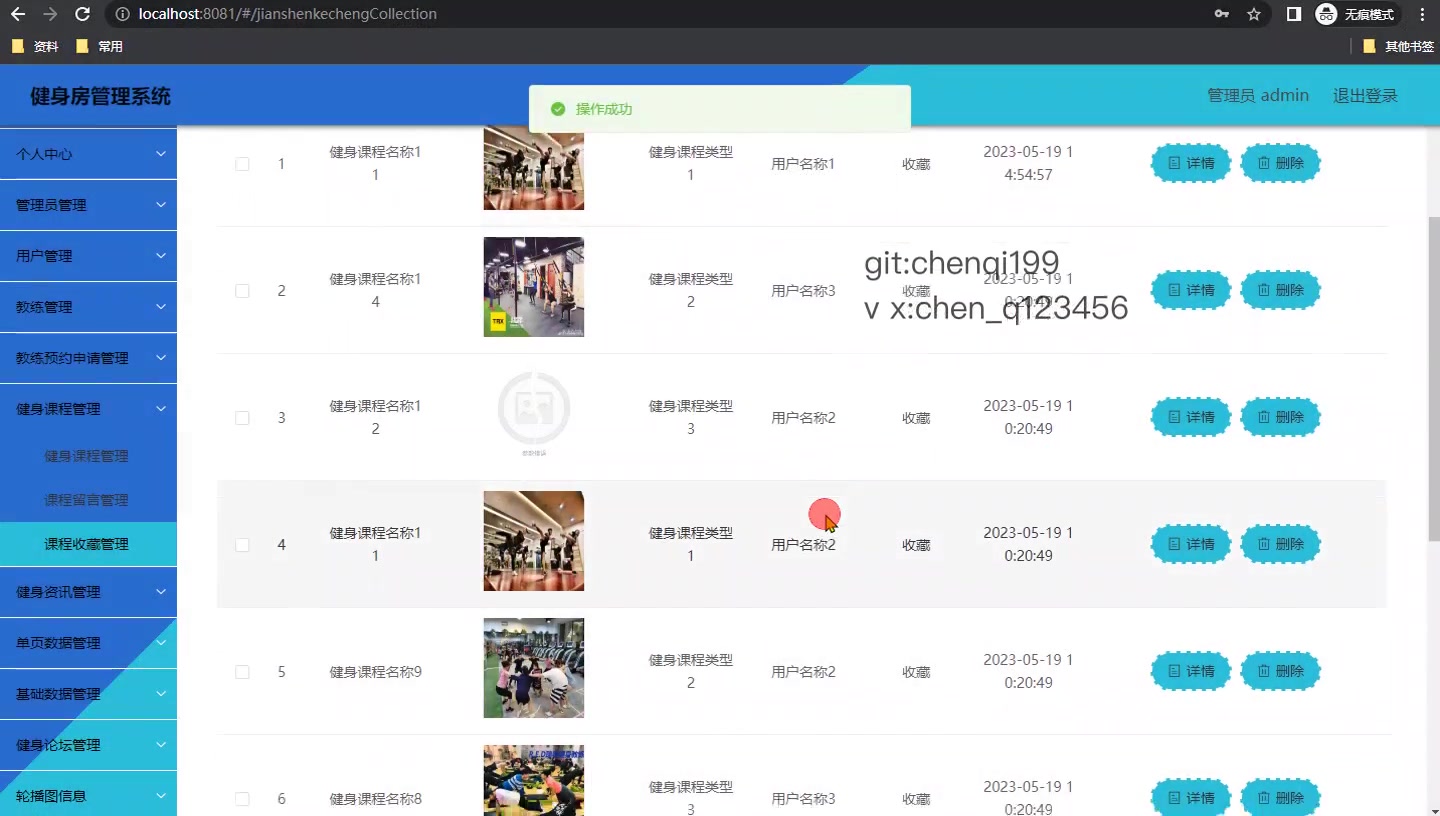 localhost:8081/#/jianshenkechengCollection
无痕模式
资料
常用
其他书签
健身房管理系统
操作成功
管理员 admin
退出登录
个人中心
管理员管理
用户管理
教练管理
教练预约申请管理
健身课程管理
健身课程管理
课程留言管理
课程收藏管理
健身资讯管理
单页数据管理
基础数据管理
健身论坛管理
轮播图信息
1
健身课程名称1
1
健身课程类型
1
用户名称1
收藏
2023-05-19 1
4:54:57
详情
删除
2
健身课程名称1
4
TRX
健身课程类型
2
用户名称3
收藏
2023-05-19 1
0:20:49
详情
删除
git:chenqi199
v x:chen_q123456
3
健身课程名称1
2
健身课程类型
3
用户名称2
收藏
2023-05-19 1
0:20:49
详情
删除
4
健身课程名称1
1
健身课程类型
1
用户名称2
收藏
2023-05-19 1
0:20:49
详情
删除
5
健身课程名称9
健身课程类型
2
用户名称2
收藏
2023-05-19 1
0:20:49
详情
删除
6
健身课程名称8
健身课程类型
3
用户名称3
收藏
2023-05-19 1
0:20:49
详情
删除